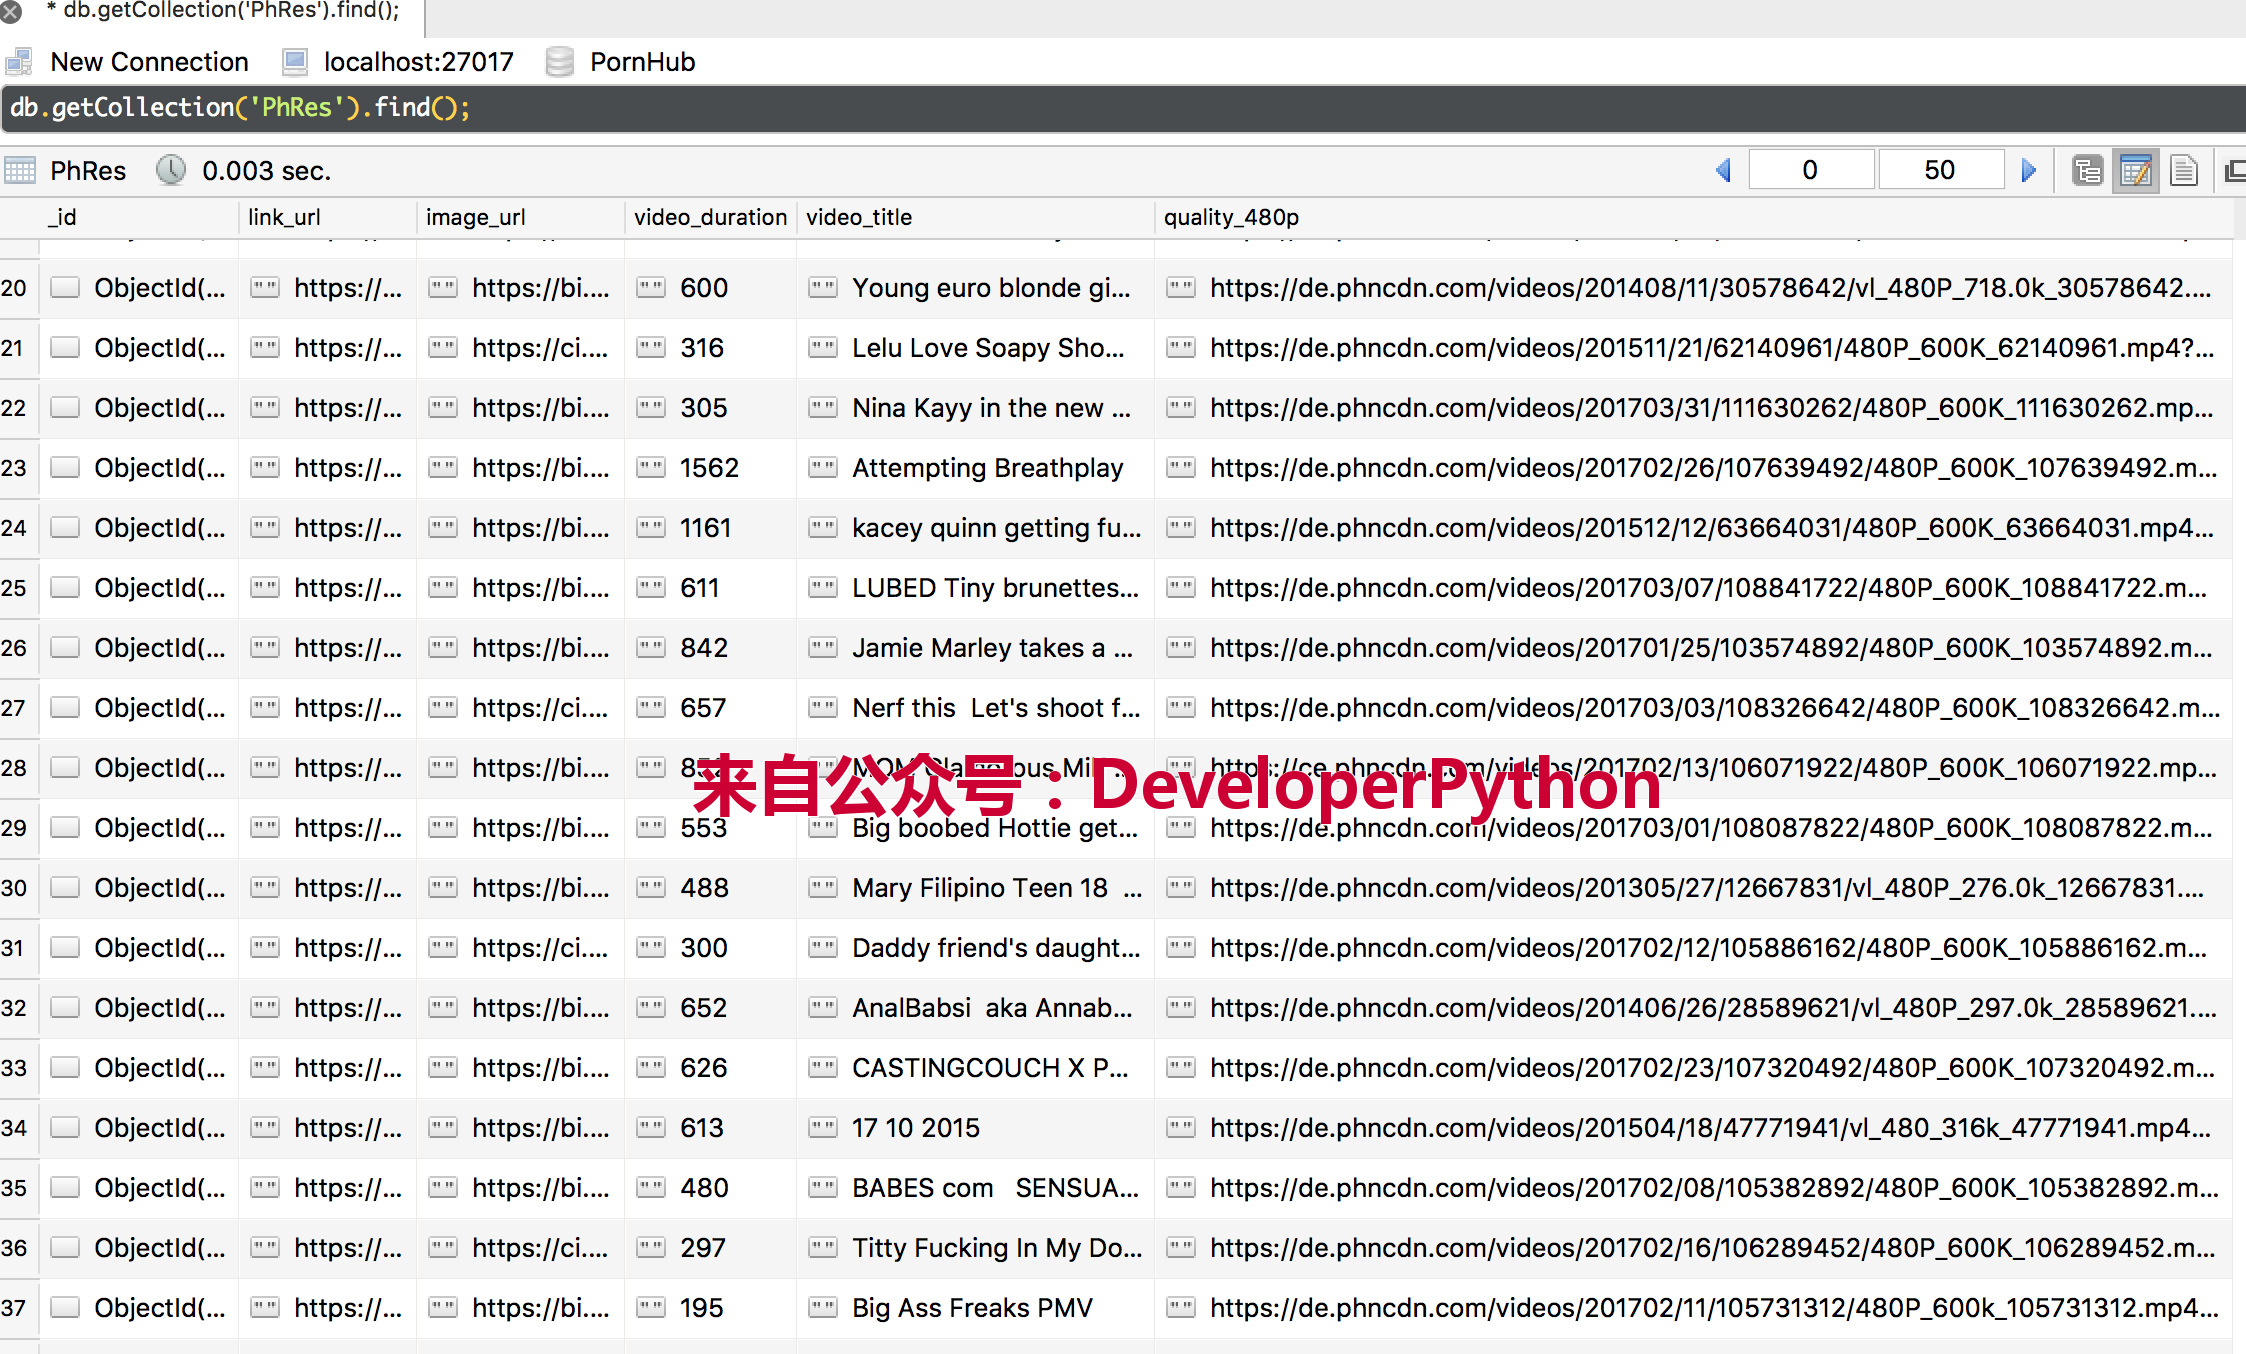 * db.getCollection('PhRes').find();
New Connection localhost:27017 PornHub
db.getCollection('PhRes').find();
PhRes 0.003 sec. 0 50
_id link_url image_url video_duration video_title quality_480p
20 ObjectId(... https://... https://bi.... 600 Young euro blonde gi... https://de.phncdn.com/videos/201408/11/30578642/vl_480P_718.0k_30578642....
21 ObjectId(... https://... https://ci.... 316 Lelu Love Soapy Sho... https://de.phncdn.com/videos/201511/21/62140961/480P_600K_62140961.mp4?...
22 ObjectId(... https://... https://bi.... 305 Nina Kayy in the new ... https://de.phncdn.com/videos/201703/31/111630262/480P_600K_111630262.mp...
23 ObjectId(... https://... https://bi.... 1562 Attempting Breathplay https://de.phncdn.com/videos/201702/26/107639492/480P_600K_107639492.m...
24 ObjectId(... https://... https://bi.... 1161 kacey quinn getting fu... https://de.phncdn.com/videos/201512/12/63664031/480P_600K_63664031.mp4...
25 ObjectId(... https://... https://bi.... 611 LUBED Tiny brunettes... https://de.phncdn.com/videos/201703/07/108841722/480P_600K_108841722.m...
26 ObjectId(... https://... https://bi.... 842 Jamie Marley takes a ... https://de.phncdn.com/videos/201701/25/103574892/480P_600K_103574892.m...
27 ObjectId(... https://... https://ci.... 657 Nerf this Let's shoot f... https://de.phncdn.com/videos/201703/03/108326642/480P_600K_108326642.m...
28 ObjectId(... https://... https://bi.... https://ce.phncdn.com/videos/201702/13/106071922/480P_600K_106071922.mp...
来自公众号：DeveloperPython
29 ObjectId(... https://... https://bi.... 553 Big boobed Hottie get... https://de.phncdn.com/videos/201703/01/108087822/480P_600K_108087822.m...
30 ObjectId(... https://... https://bi.... 488 Mary Filipino Teen 18 ... https://de.phncdn.com/videos/201305/27/12667831/vl_480P_276.0k_12667831....
31 ObjectId(... https://... https://ci.... 300 Daddy friend's daught... https://de.phncdn.com/videos/201702/12/105886162/480P_600K_105886162.m...
32 ObjectId(... https://... https://bi.... 652 AnalBabsi aka Annab... https://de.phncdn.com/videos/201406/26/28589621/vl_480P_297.0k_28589621....
33 ObjectId(... https://... https://bi.... 626 CASTINGCOUCH X P... https://de.phncdn.com/videos/201702/23/107320492/480P_600K_107320492.m...
34 ObjectId(... https://... https://bi.... 613 17 10 2015 https://de.phncdn.com/videos/201504/18/47771941/vl_480_316k_47771941.mp4...
35 ObjectId(... https://... https://bi.... 480 BABES com SENSUA... https://de.phncdn.com/videos/201702/08/105382892/480P_600K_105382892.m...
36 ObjectId(... https://... https://ci.... 297 Titty Fucking In My Do... https://de.phncdn.com/videos/201702/16/106289452/480P_600K_106289452.m...
37 ObjectId(... https://... https://bi.... 195 Big Ass Freaks PMV https://de.phncdn.com/videos/201702/11/105731312/480P_600k_105731312.mp4...